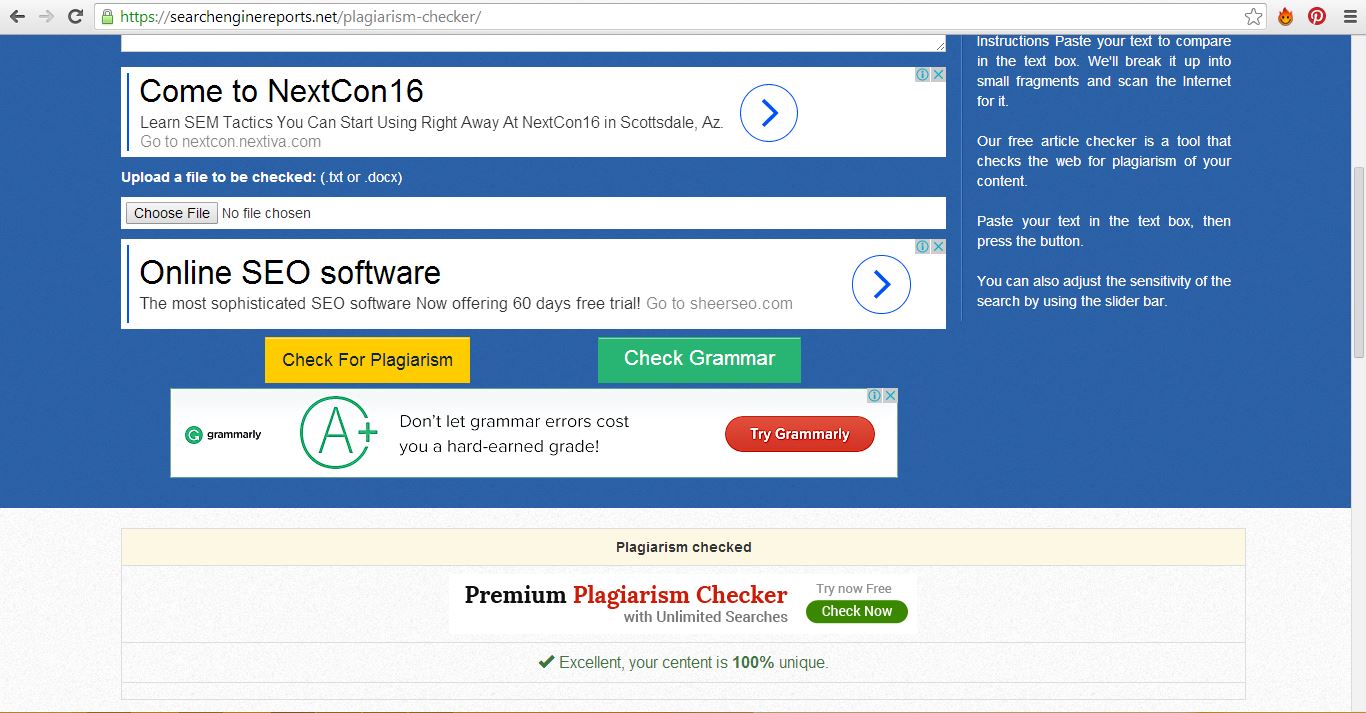 https://searchenginereports.net/plagiarism-checker/
Instructions Paste your text to compare
in the text box. We'll break it up into
small fragments and scan the Internet
for it.
Our free article checker is a tool that
checks the web for plagiarism of your
content.
Paste your text in the text box, then
press the button.
You can also adjust the sensitivity of the
search by using the slider bar.
Come to NextCon16
Learn SEM Tactics You Can Start Using Right Away At NextCon16 in Scottsdale, Az.
Go to nextcon.nextiva.com
Upload a file to be checked: (.txt or .docx)
Choose File No file chosen
Online SEO software
The most sophisticated SEO software Now offering 60 days free trial! Go to sheerseo.com
Check For Plagiarism
Check Grammar
G grammarly
A+
Don't let grammar errors cost
you a hard-earned grade!
Try Grammarly
Plagiarism checked
Premium Plagiarism Checker
with Unlimited Searches
Try now Free
Check Now
Excellent, your centent is 100% unique.